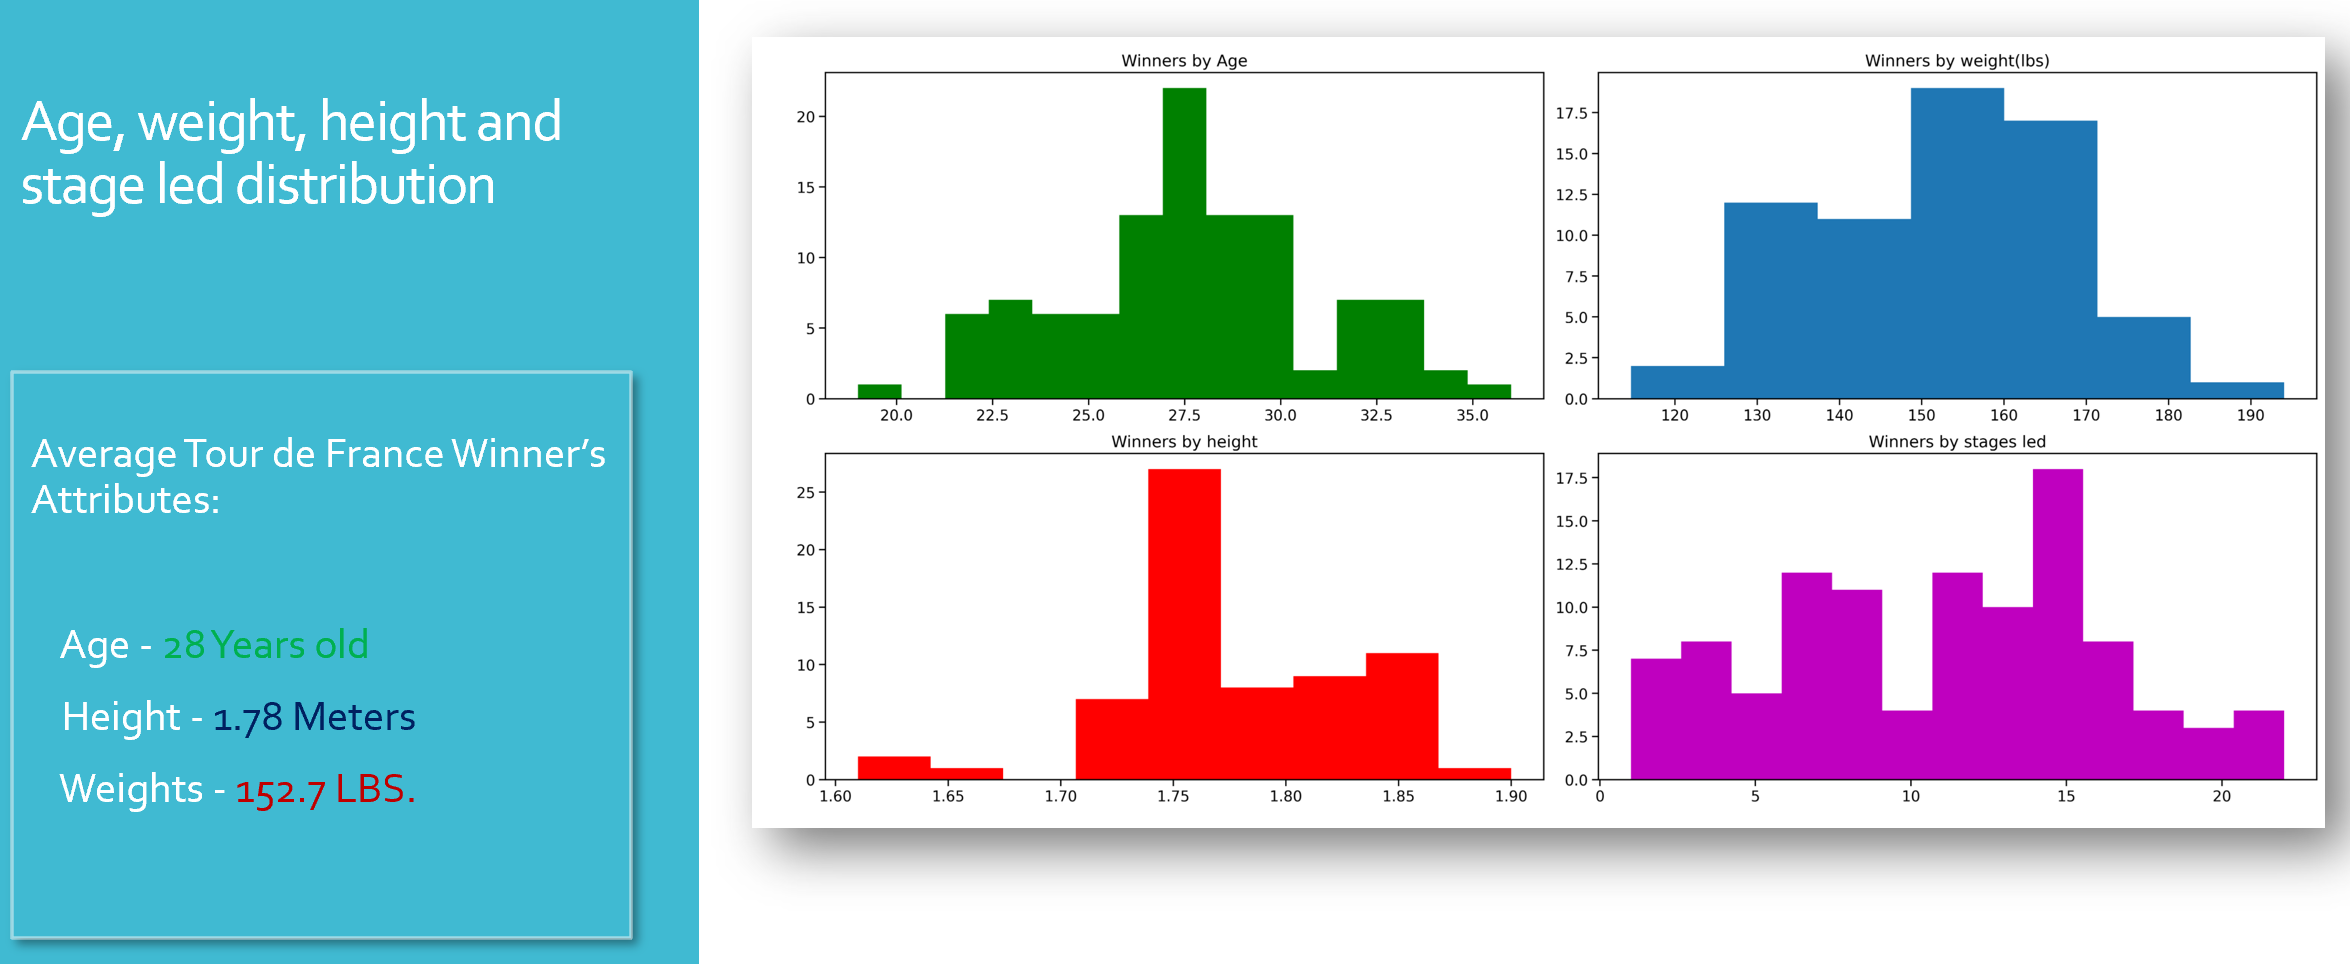 Age, weight, height and
stage led distribution
Average Tour de France Winner’s
Attributes:
Age - 28 Years old
Height - 1.78 Meters
Weights - 152.7 LBS.
Winners by Age
20
15
10
5
0
20.0 22.5 25.0 27.5 30.0 32.5 35.0
Winners by weight(lbs)
17.5
15.0
12.5
10.0
7.5
5.0
2.5
0.0
120 130 140 150 160 170 180 190
Winners by height
25
20
15
10
5
0
1.60 1.65 1.70 1.75 1.80 1.85 1.90
Winners by stages led
17.5
15.0
12.5
10.0
7.5
5.0
2.5
0.0
0 5 10 15 20